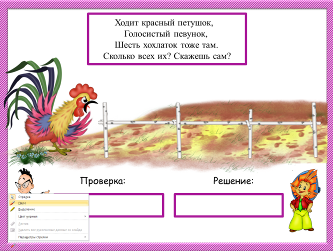 Ходит красный петушок,
Голосистый певунок,
Шесть хохлаток тоже там.
Сколько всех их? Скажешь сам?
Проверка:
Решение: